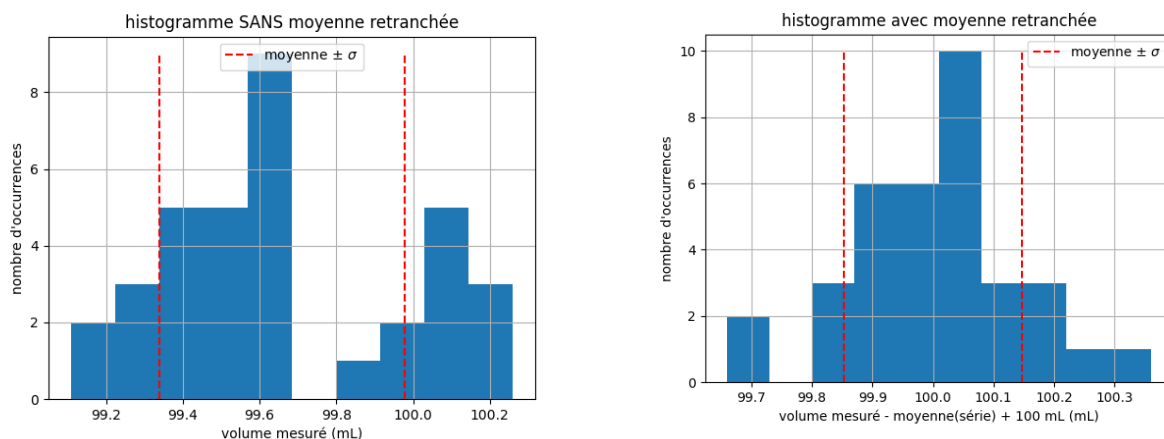 histogramme SANS moyenne retranchée
moyenne ± σ
8
6
4
2
0
nombre d'occurrences
99.2 99.4 99.6 99.8 100.0 100.2
volume mesuré (mL)
histogramme avec moyenne retranchée
moyenne ± σ
10
8
6
4
2
0
nombre d'occurrences
99.7 99.8 99.9 100.0 100.1 100.2 100.3
volume mesuré - moyenne(série) + 100 mL (mL)